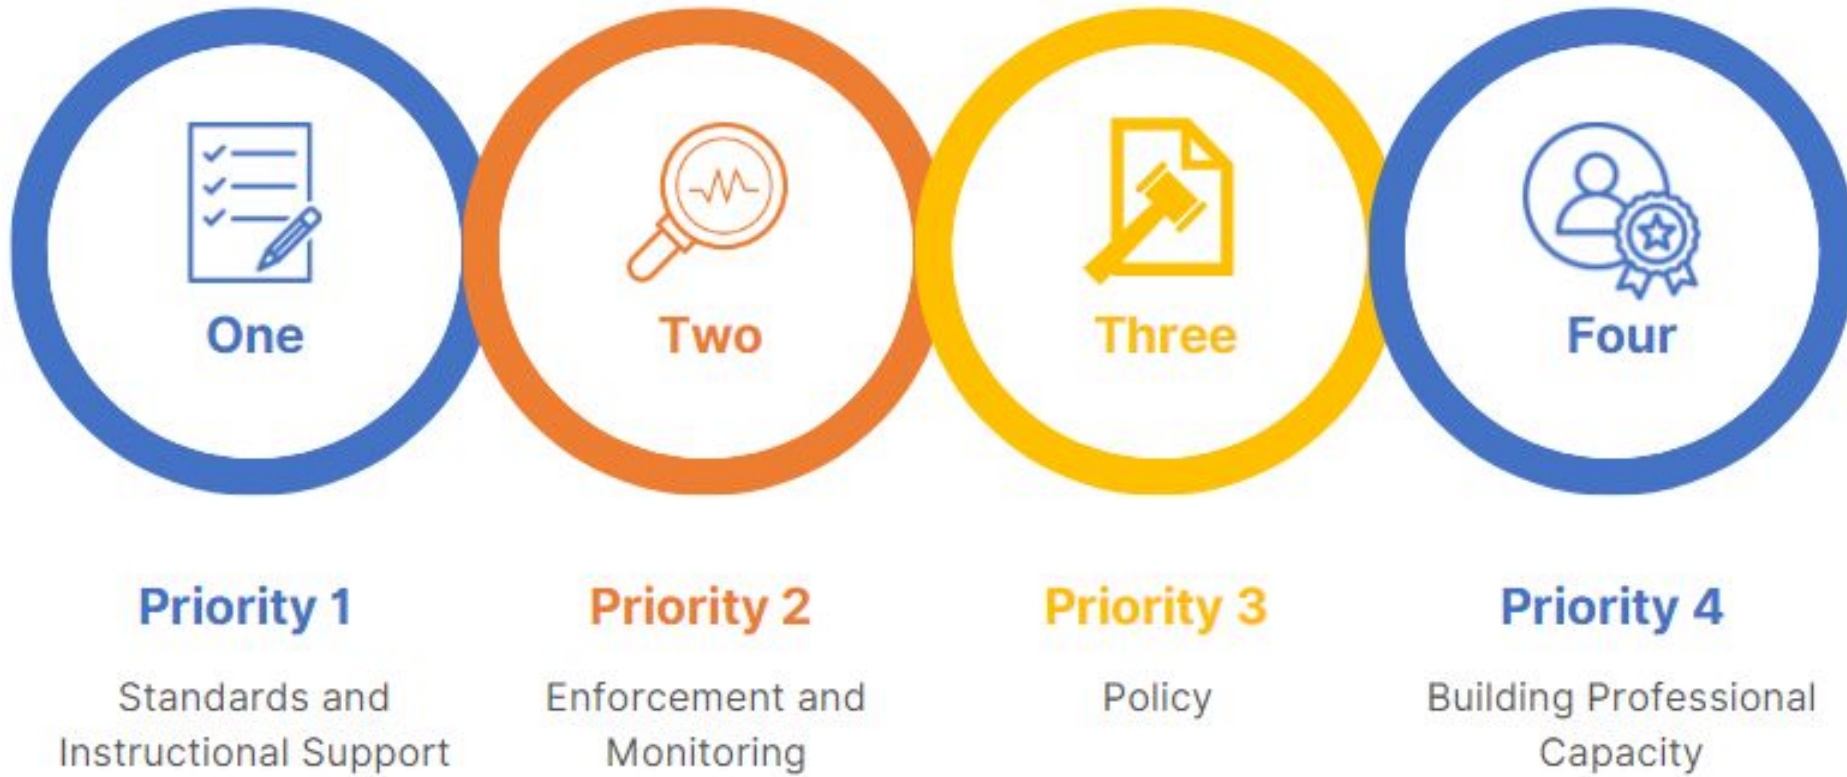 One
Two
Three
Four
Priority 1
Priority 2
Priority 3
Priority 4
Standards and
Instructional Support
Enforcement and
Monitoring
Policy
Building Professional
Capacity